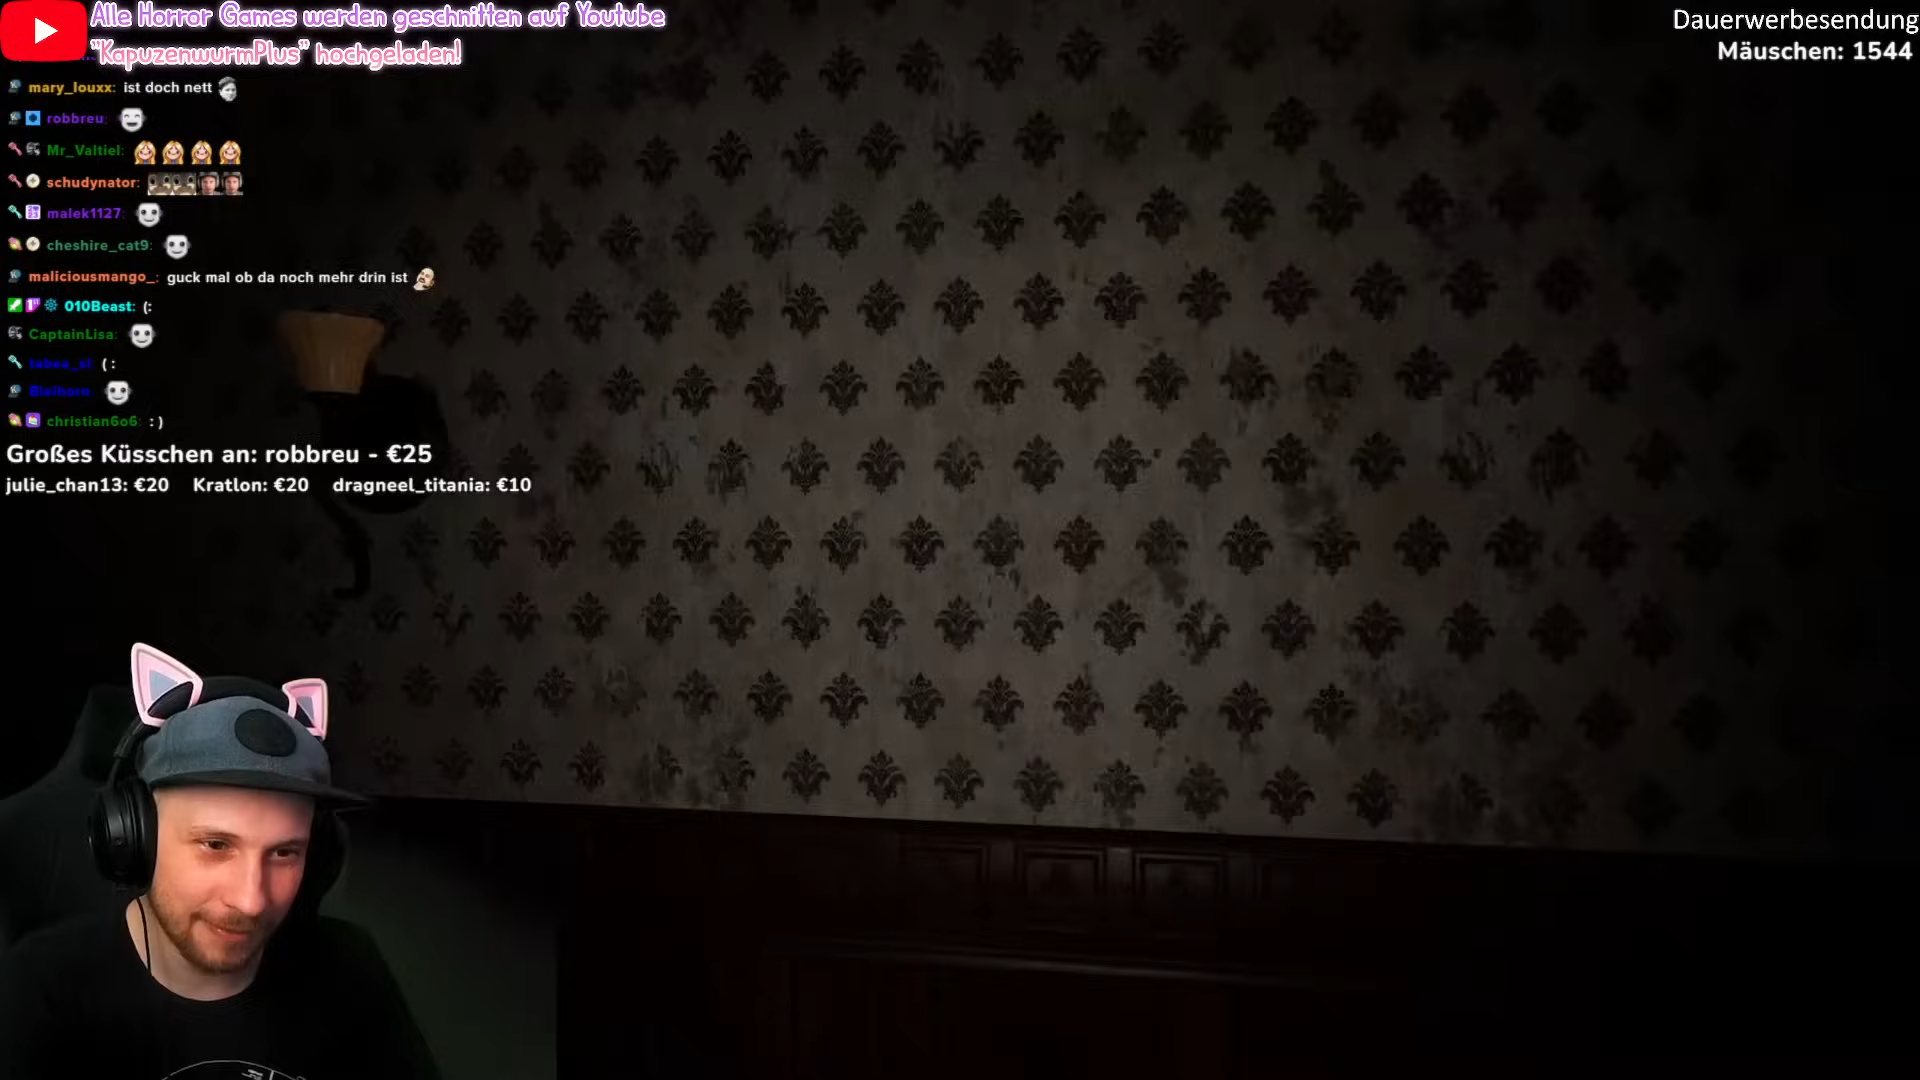 Alle Horror Games werden geschnitten auf Youtube
"KapuzenwurmPlus" hochgeladen!
Dauerwerbesendung
Mäuschen: 1544
mary_louxx: ist doch nett
robbreu:
Mr_Valtiel:
schudynator:
malek1127:
cheshire_cat9:
maliciousmango_: guck mal ob da noch mehr drin ist
010Beast: (:
CaptainLisa:
( :
christian6o6: : )
Großes Küsschen an: robbreu - €25
julie_chan13: €20 Kratlon: €20 dragneel_titania: €10